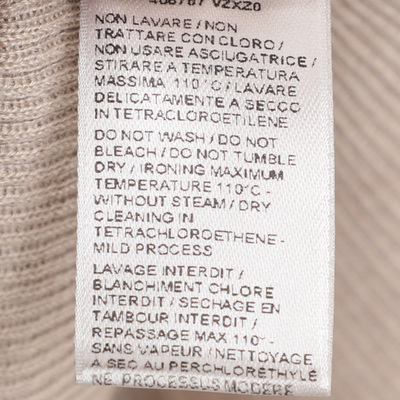 406787 VZXZ0
NON LAVARE / NON
TRATTARE CON CLORO /
NON USARE ASCIUGATRICE /
STIRARE A TEMPERATURA
MASSIMA 110°C / LAVARE
DELICATAMENTE A SECCO
IN TETRACLOROETILENE
DO NOT WASH / DO NOT
BLEACH / DO NOT TUMBLE
DRY / IRONING MAXIMUM
TEMPERATURE 110°C -
WITHOUT STEAM / DRY
CLEANING IN
TETRACHLOROETHENE -
MILD PROCESS
LAVAGE INTERDIT /
BLANCHIMENT CHLORE
INTERDIT / SECHAGE EN
TAMBOUR INTERDIT /
REPASSAGE MAX 110° -
SANS VAPEUR / NETTOYAGE
A SEC AU PERCHLORETHYLE
NE PROCESSUS MODERE